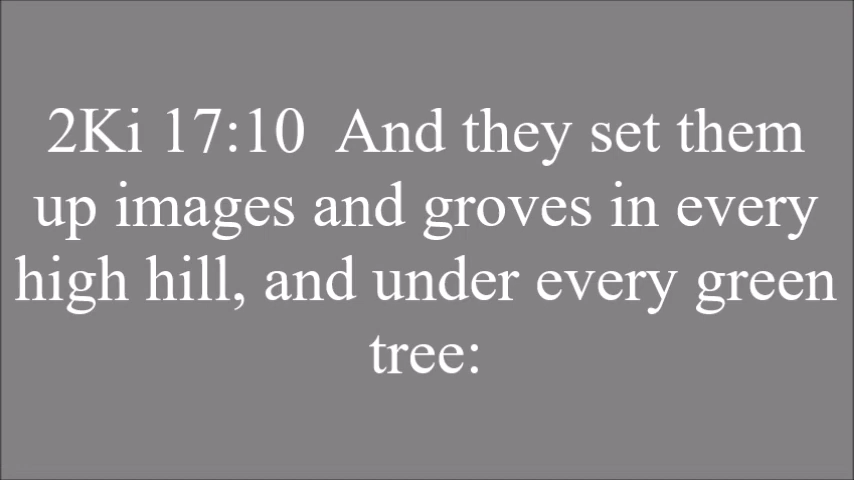 2Ki 17:10  And they set them
up images and groves in every
high hill, and under every green
tree: